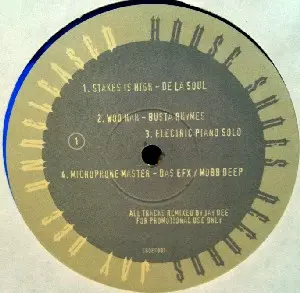 JAY DEES UNRELEASED HOUSE SHOES RECORDS
1. STAKES IS HIGH - DE LA SOUL
2. WOO HAH - BUSTA RHYMES
3. ELECTRIC PIANO SOLO
1
4. MICROPHONE MASTER - DAS EFX / MOBB DEEP
ALL TRACKS REMIXED BY JAY DEE
FOR PROMOTIONAL USE ONLY